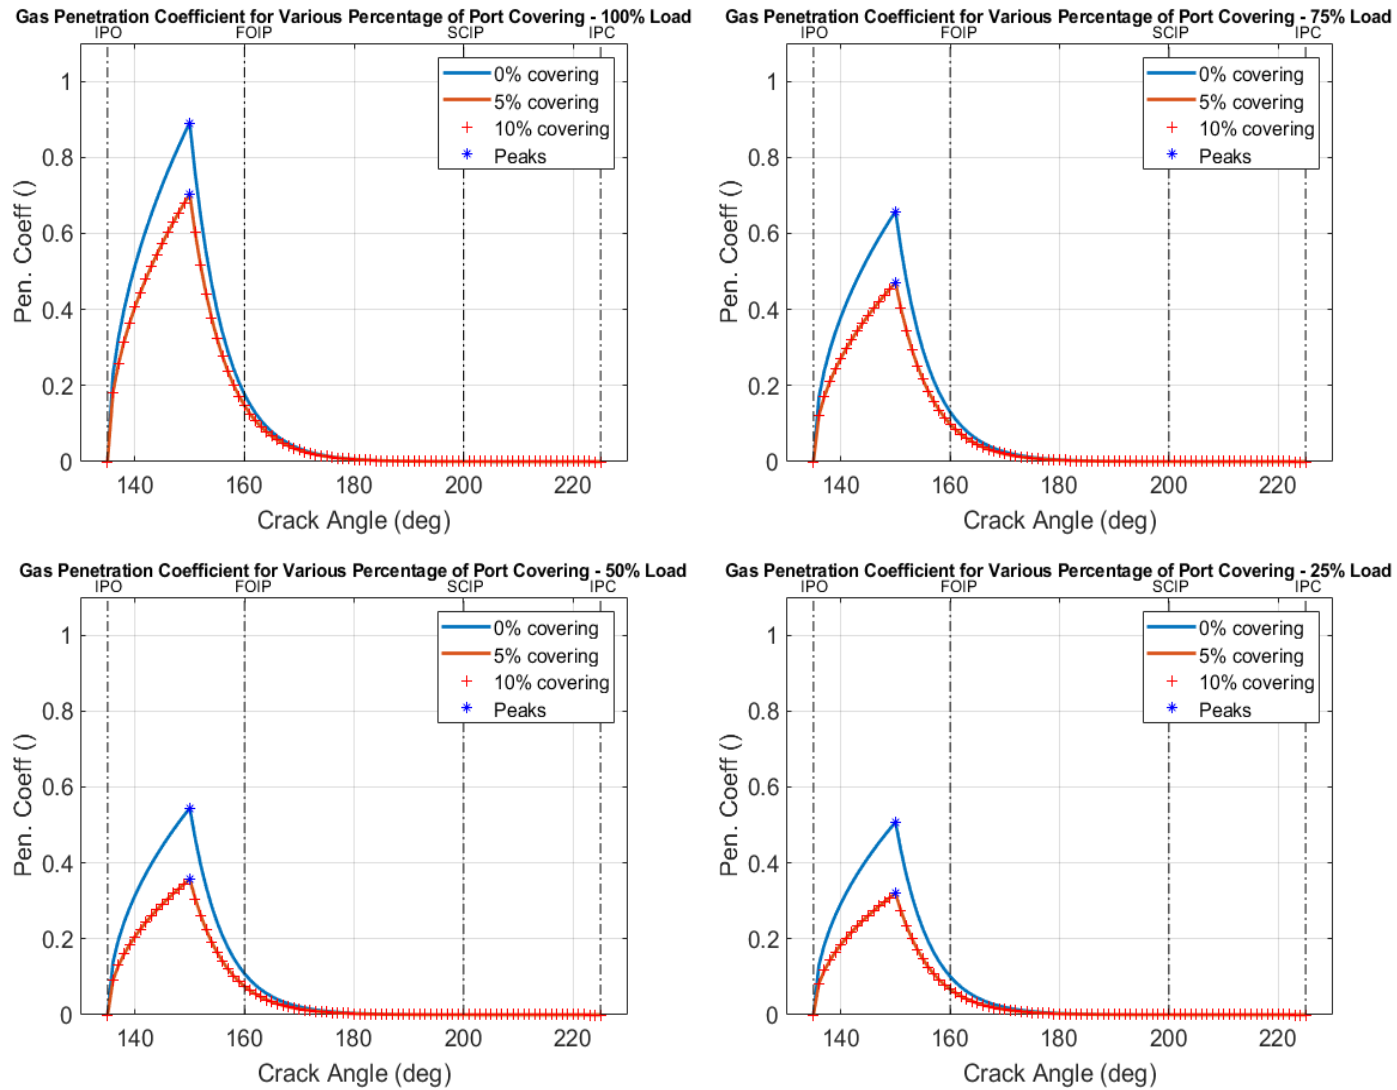 Gas Penetration Coefficient for Various Percentage of Port Covering - 100% Load
IPO FOIP SCIP IPC
1
0.8
0.6
0.4
0.2
0
Pen. Coeff ()
0% covering
5% covering
10% covering
Peaks
140 160 180 200 220
Crack Angle (deg)
Gas Penetration Coefficient for Various Percentage of Port Covering - 75% Load
IPO FOIP SCIP IPC
1
0.8
0.6
0.4
0.2
0
Pen. Coeff ()
0% covering
5% covering
10% covering
Peaks
140 160 180 200 220
Crack Angle (deg)
Gas Penetration Coefficient for Various Percentage of Port Covering - 50% Load
IPO FOIP SCIP IPC
1
0.8
0.6
0.4
0.2
0
Pen. Coeff ()
0% covering
5% covering
10% covering
Peaks
140 160 180 200 220
Crack Angle (deg)
Gas Penetration Coefficient for Various Percentage of Port Covering - 25% Load
IPO FOIP SCIP IPC
1
0.8
0.6
0.4
0.2
0
Pen. Coeff ()
0% covering
5% covering
10% covering
Peaks
140 160 180 200 220
Crack Angle (deg)